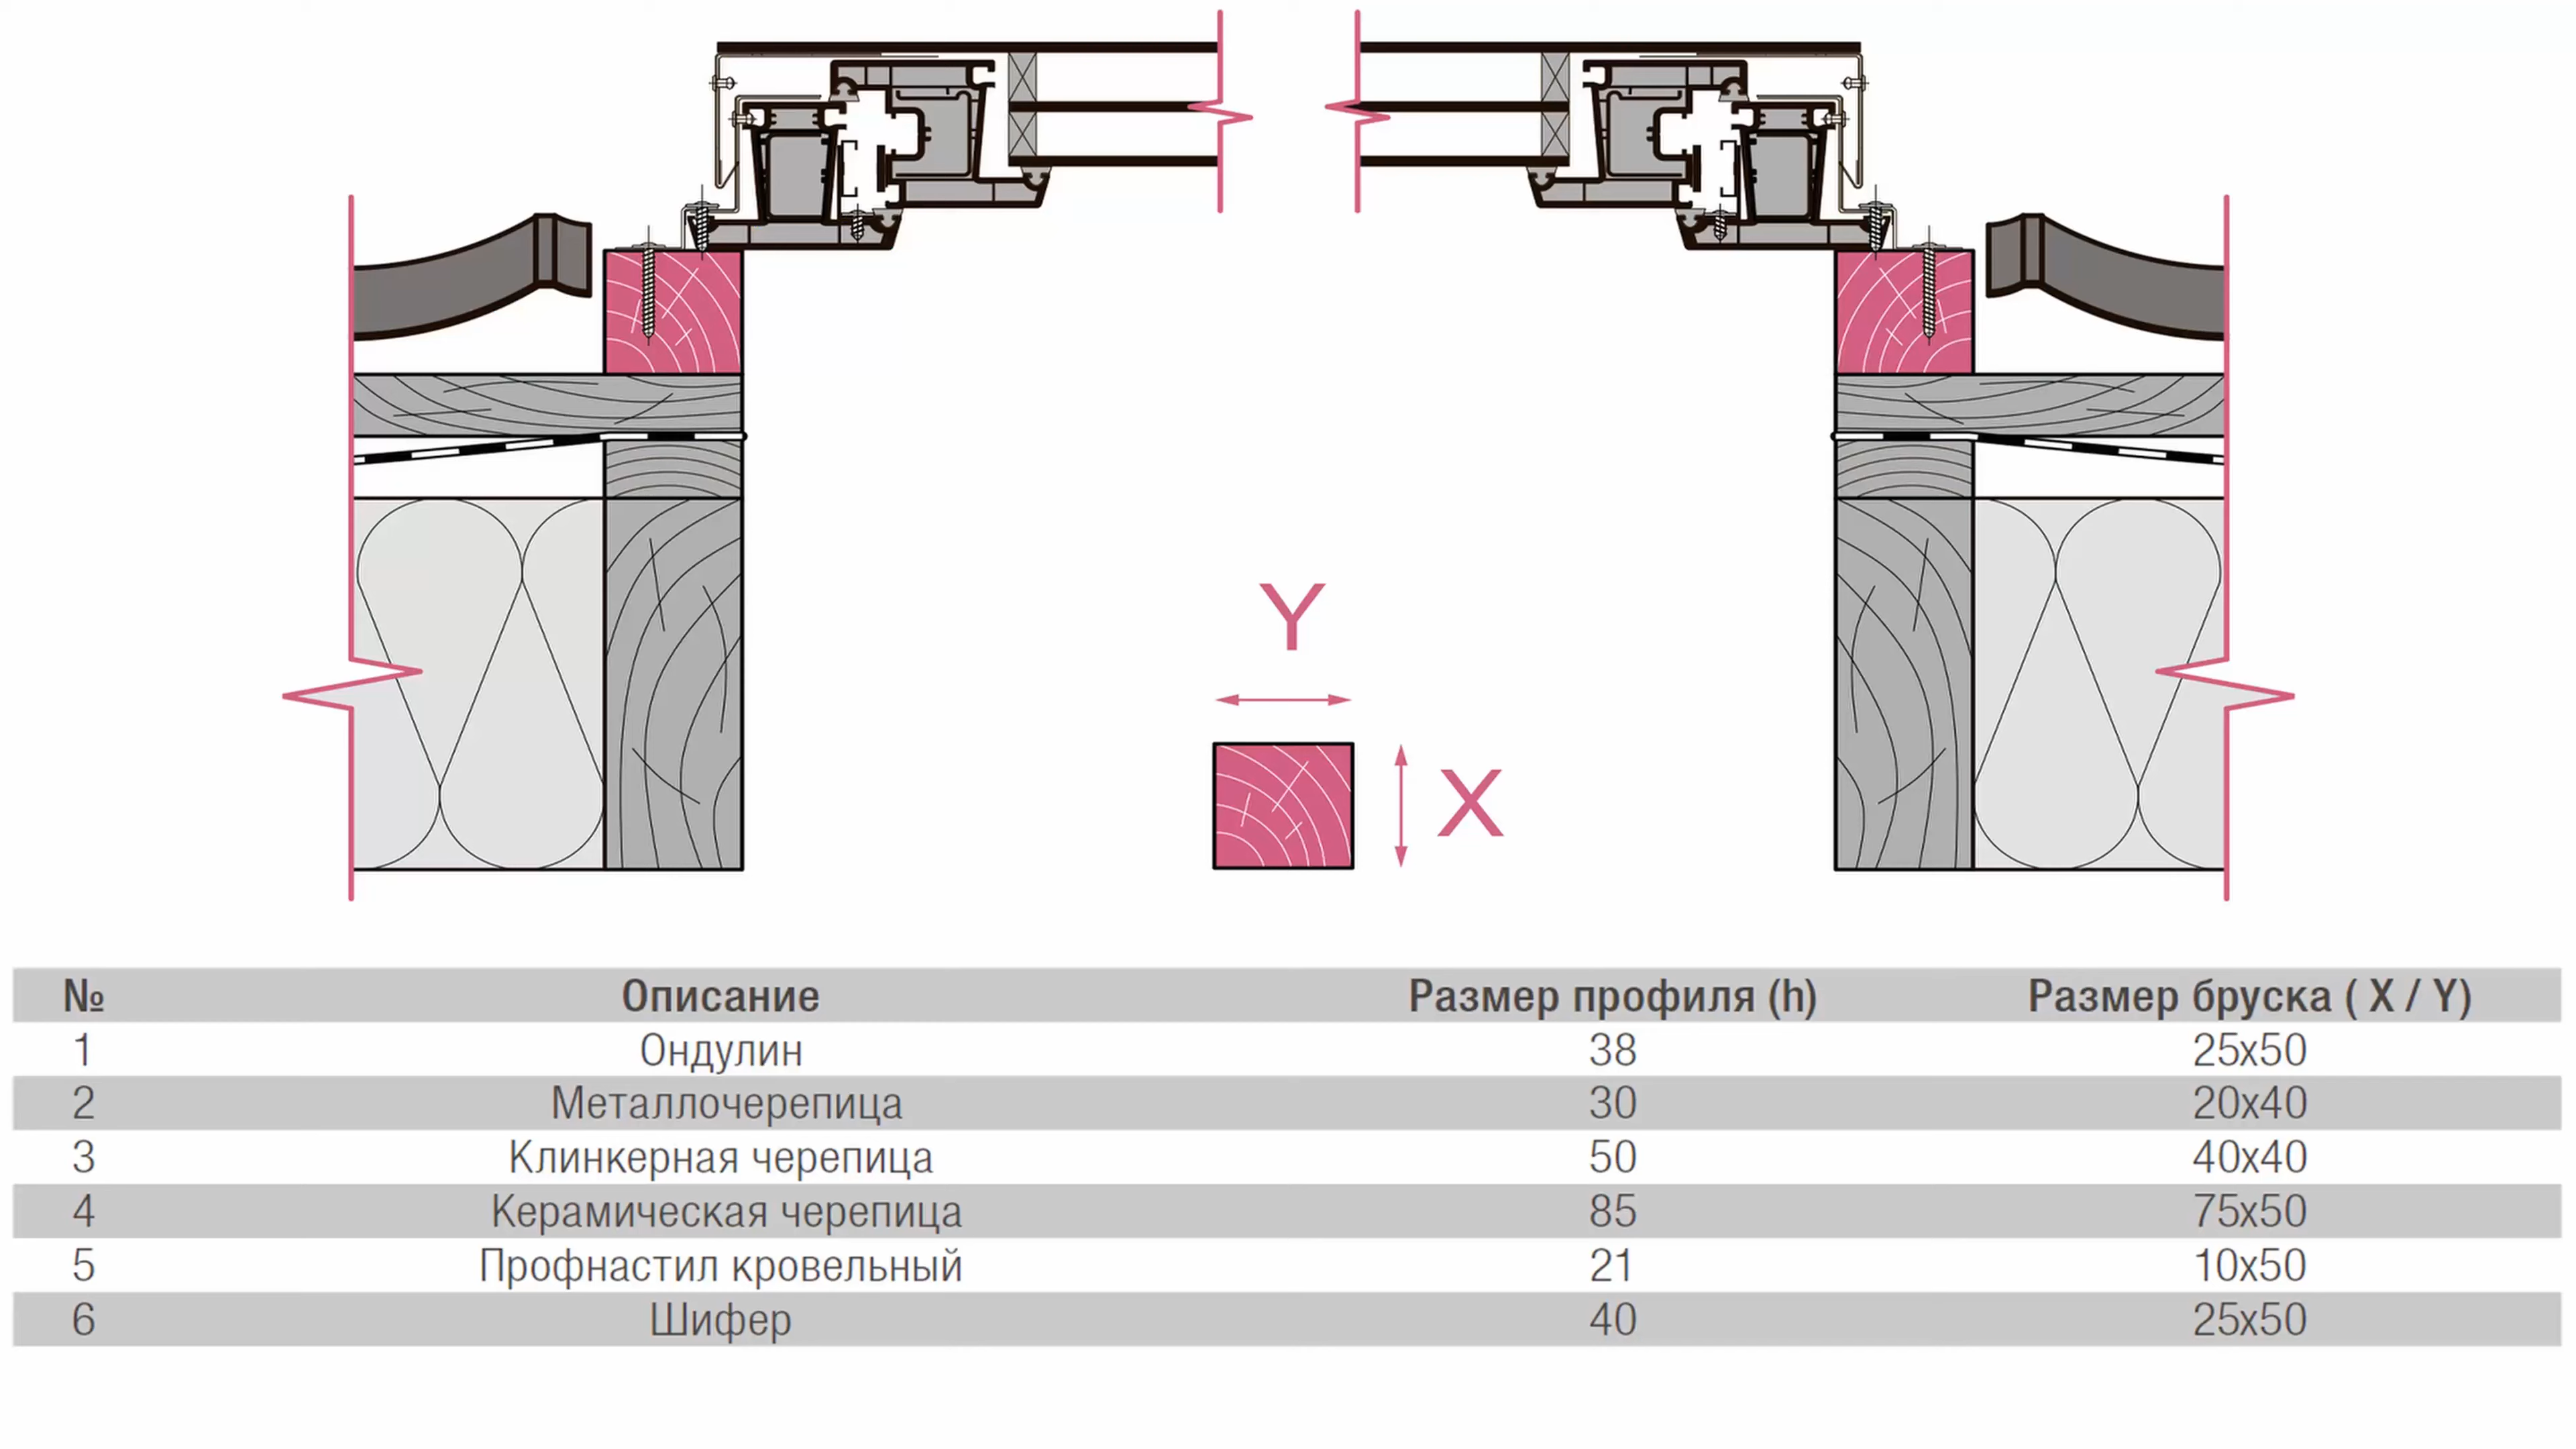 Y
X
№ Описание Размер профиля (h) Размер бруска ( X / Y)
1 Ондулин 38 25x50
2 Металлочерепица 30 20x40
3 Клинкерная черепица 50 40x40
4 Керамическая черепица 85 75x50
5 Профнастил кровельный 21 10x50
6 Шифер 40 25x50